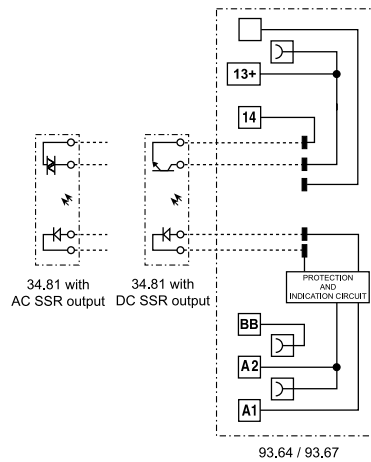 13+
14
34.81 with
AC SSR output
34.81 with
DC SSR output
PROTECTION
AND
INDICATION CIRCUIT
BB
A2
A1
93.64 / 93.67